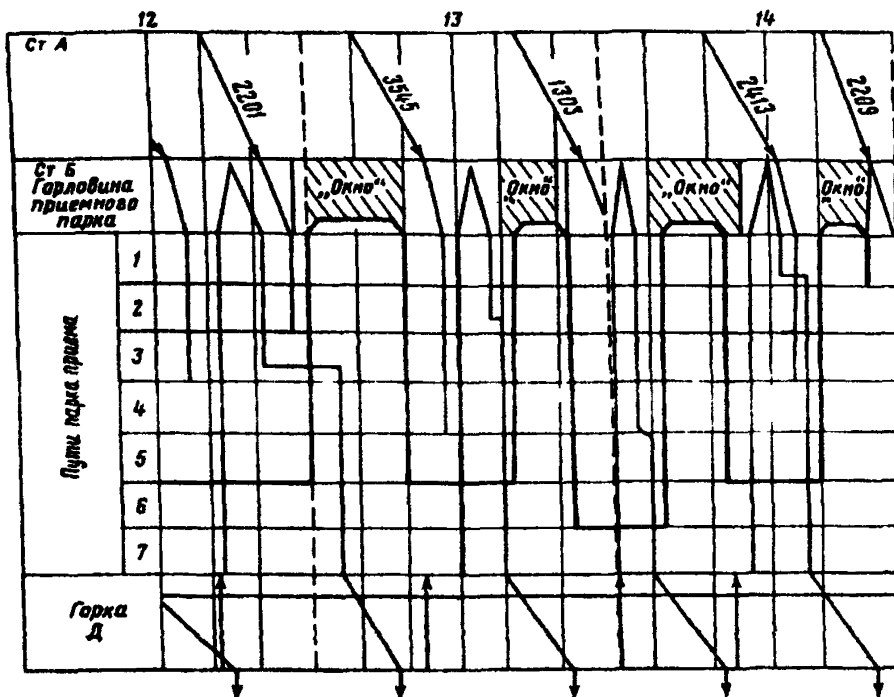 12 13 14
Ст А
2201 3545 1303 2413 2209
Ст Б
Горловина
приемного
парка
„Окно“ „Окно“ „Окно“ „Окно“
Пути парка приема
1
2
3
4
5
6
7
Горка
Д